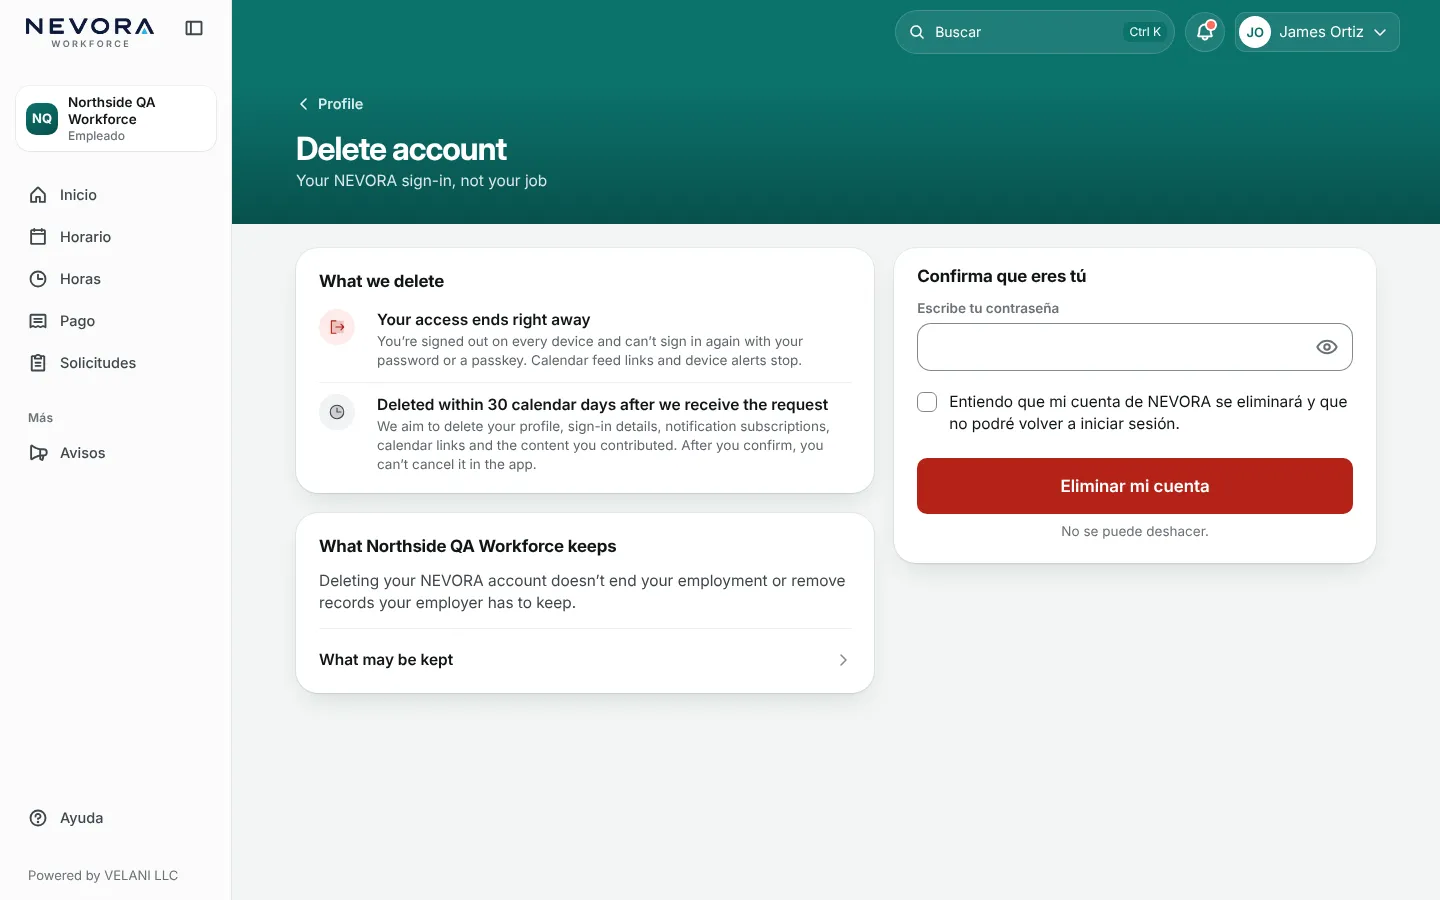 NEVORA
WORKFORCE
Northside QA
Workforce
Empleado
NQ
Inicio
Horario
Horas
Pago
Solicitudes
Más
Avisos
Ayuda
Powered by VELANI LLC
Buscar
Ctrl K
JO
James Ortiz
Profile
Delete account
Your NEVORA sign-in, not your job
What we delete
Your access ends right away
You’re signed out on every device and can’t sign in again with your
password or a passkey. Calendar feed links and device alerts stop.
Deleted within 30 calendar days after we receive the request
We aim to delete your profile, sign-in details, notification subscriptions,
calendar links and the content you contributed. After you confirm, you
can’t cancel it in the app.
What Northside QA Workforce keeps
Deleting your NEVORA account doesn’t end your employment or remove
records your employer has to keep.
What may be kept
Confirma que eres tú
Escribe tu contraseña
Entiendo que mi cuenta de NEVORA se eliminará y que
no podré volver a iniciar sesión.
Eliminar mi cuenta
No se puede deshacer.